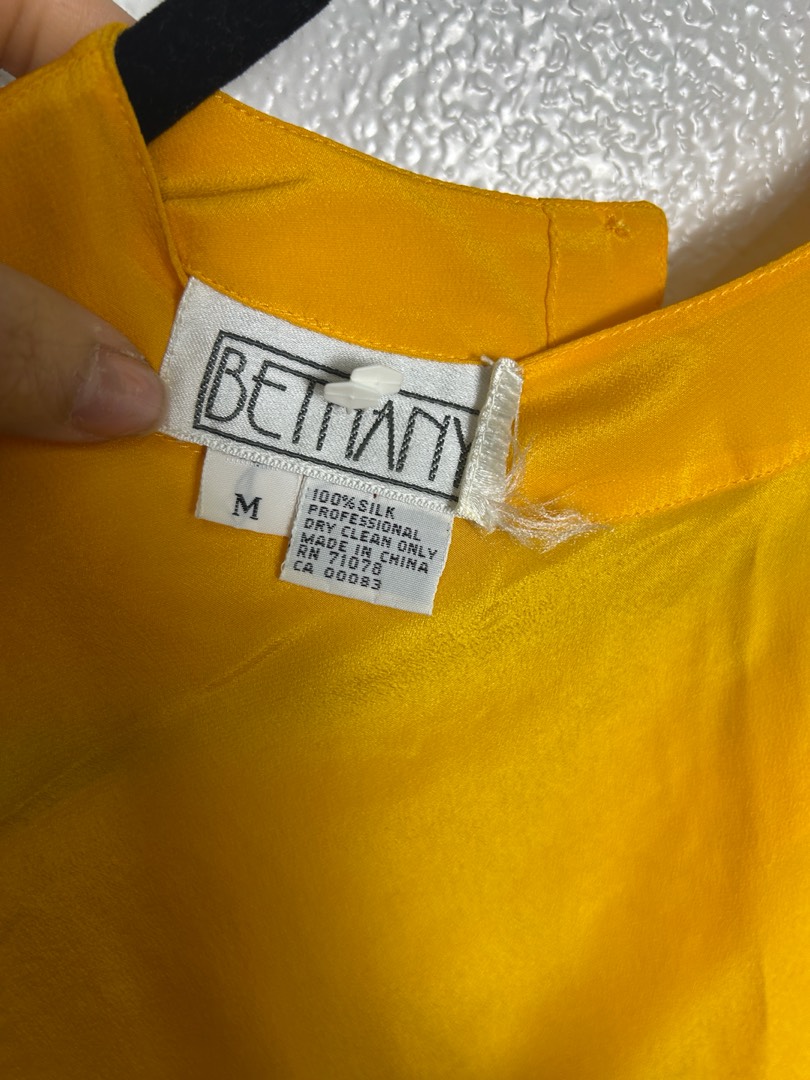 BETHANY
M
100% SILK
PROFESSIONAL
DRY CLEAN ONLY
MADE IN CHINA
RN 71078
CA 00083